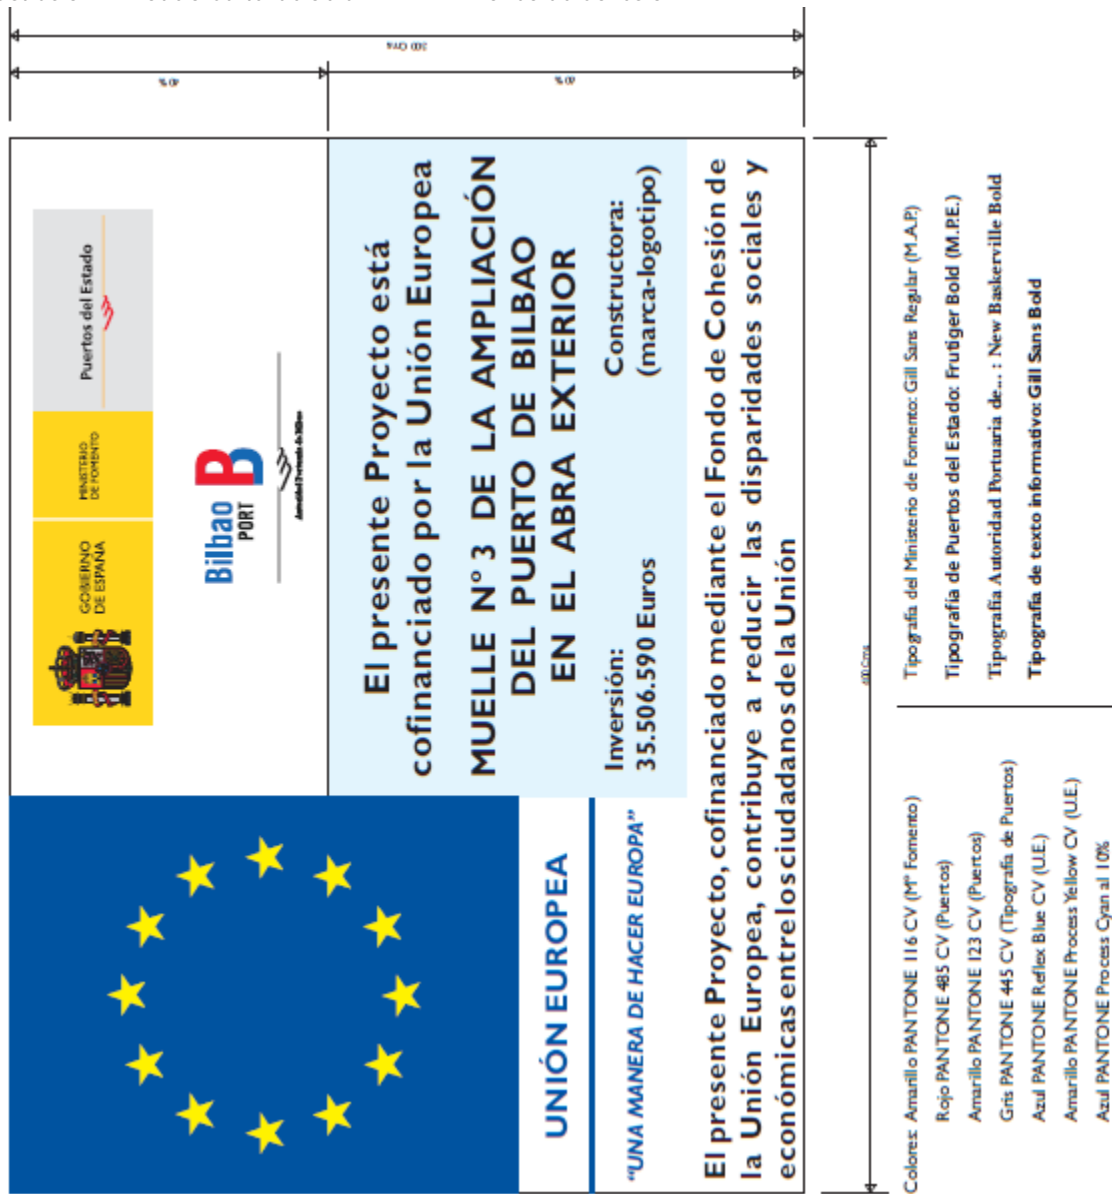 GOBIERNO
DE ESPAÑA
MINISTERIO
DE FOMENTO
Puertos del Estado
Bilbao
PORT
B
UNIÓN EUROPEA
“UNA MANERA DE HACER EUROPA”
El presente Proyecto está
cofinanciado por la Unión Europea
MUELLE Nº 3 DE LA AMPLIACIÓN
DEL PUERTO DE BILBAO
EN EL ABRA EXTERIOR
Inversión:
35.506.590 Euros
Constructora:
(marca-logotipo)
El presente Proyecto, cofinanciado mediante el Fondo de Cohesión de
la Unión Europea, contribuye a reducir las disparidades sociales y
económicas entre los ciudadanos de la Unión
40 %
60 %
300 Cms
400 Cms
Colores: Amarillo PANTONE 116 CV (Mº Fomento)
Rojo PANTONE 485 CV (Puertos)
Amarillo PANTONE 123 CV (Puertos)
Gris PANTONE 445 CV (Tipografía de Puertos)
Azul PANTONE Reflex Blue CV (U.E.)
Amarillo PANTONE Process Yellow CV (U.E.)
Azul PANTONE Process Cyan al 10%
Tipografía del Ministerio de Fomento: Gill Sans Regular (M.A.P.)
Tipografía de Puertos del Estado: Frutiger Bold (M.P.E.)
Tipografía Autoridad Portuaria de... : New Baskerville Bold
Tipografía de texto informativo: Gill Sans Bold